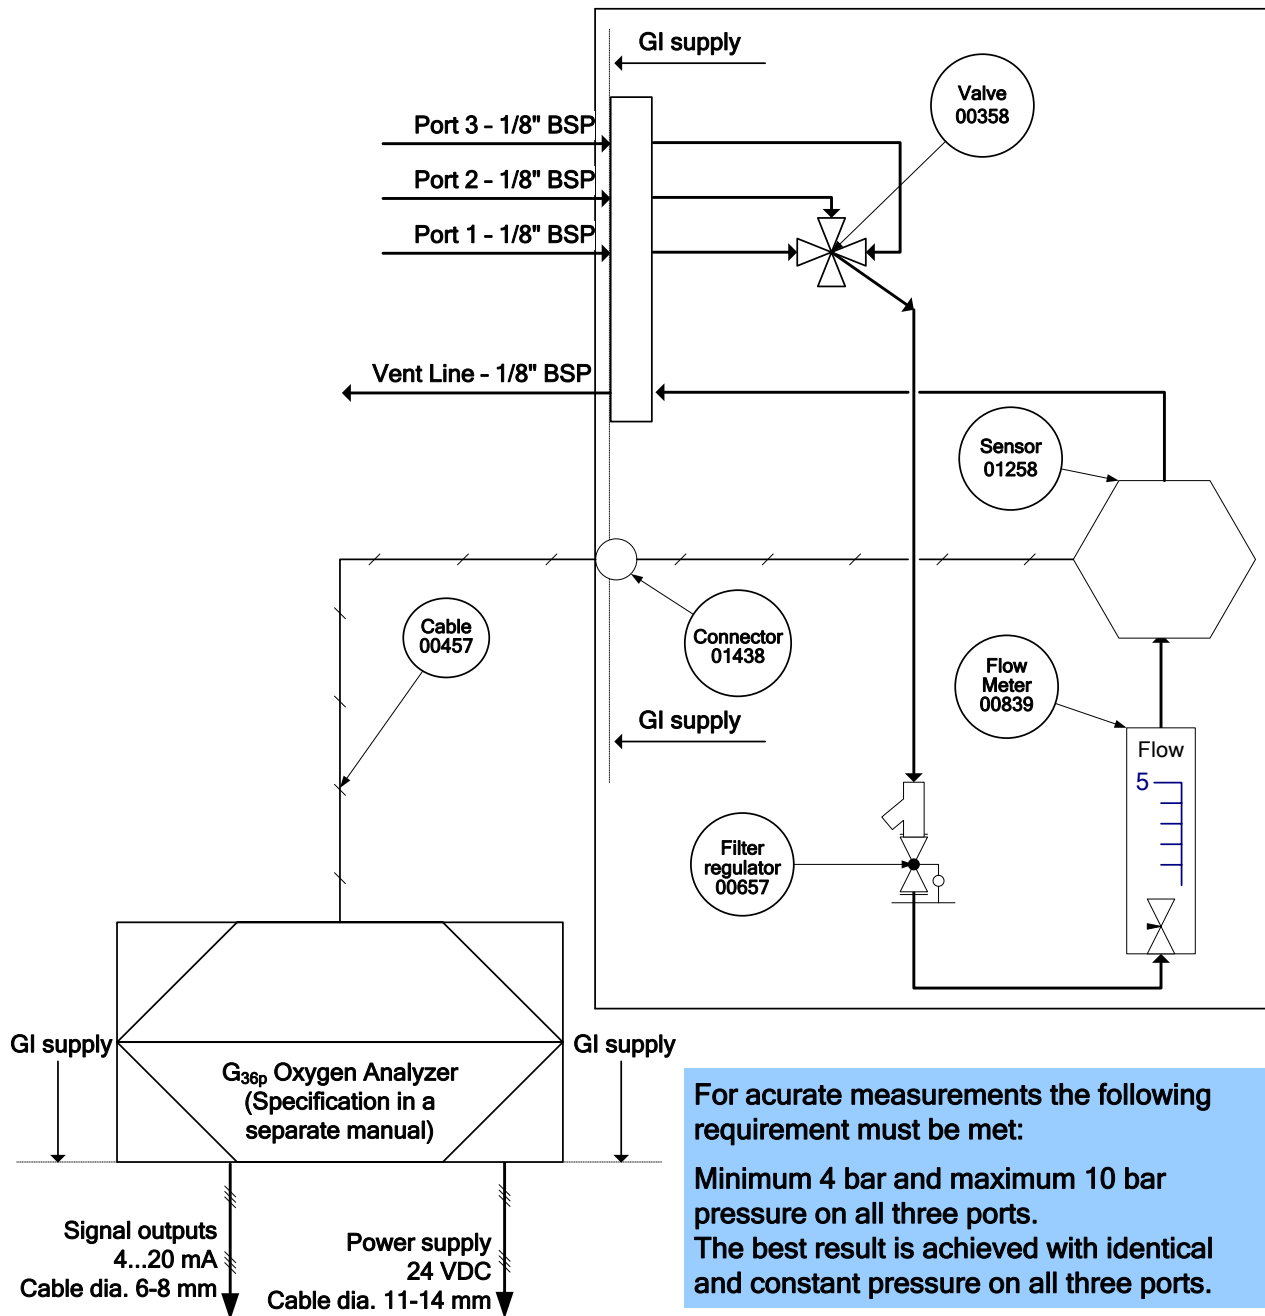 GI supply
Valve
00358
Port 3 - 1/8" BSP
Port 2 - 1/8" BSP
Port 1 - 1/8" BSP
Vent Line - 1/8" BSP
Sensor
01258
Cable
00457
Connector
01438
Flow
Meter
00839
GI supply
Flow
5
Filter
regulator
00657
GI supply
GI supply
G36p Oxygen Analyzer
(Specification in a
separate manual)
Signal outputs
4...20 mA
Cable dia. 6-8 mm
Power supply
24 VDC
Cable dia. 11-14 mm
For acurate measurements the following
requirement must be met:
Minimum 4 bar and maximum 10 bar
pressure on all three ports.
The best result is achieved with identical
and constant pressure on all three ports.